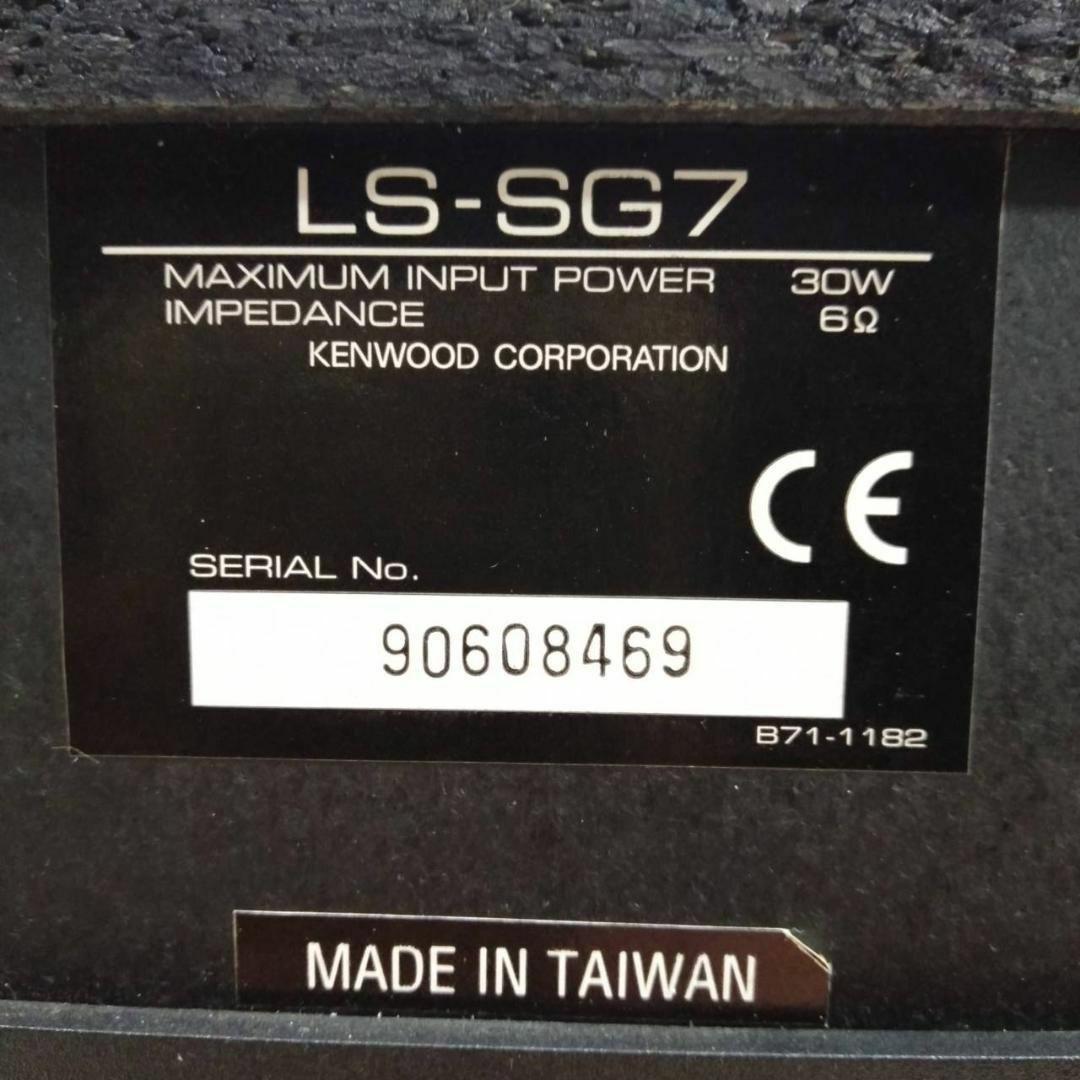 LS-SG7
MAXIMUM INPUT POWER 30W
IMPEDANCE 6Ω
KENWOOD CORPORATION
CE
SERIAL No.
90608469
B71-1182
MADE IN TAIWAN